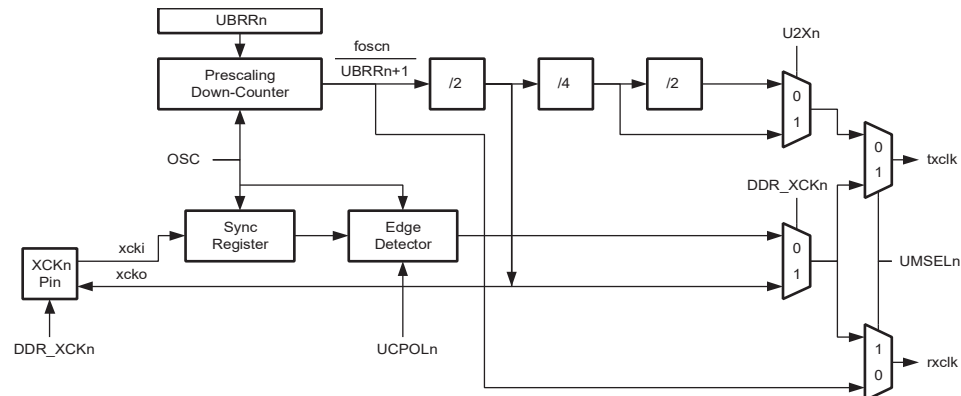 UBRRn
foscn
UBRRn+1
U2Xn
Prescaling
Down-Counter
/2
/4
/2
0
1
OSC
0
1
txclk
DDR_XCKn
Sync
Register
Edge
Detector
0
1
xcki
XCKn
Pin
xcko
UMSELn
DDR_XCKn
UCPOLn
1
0
rxclk